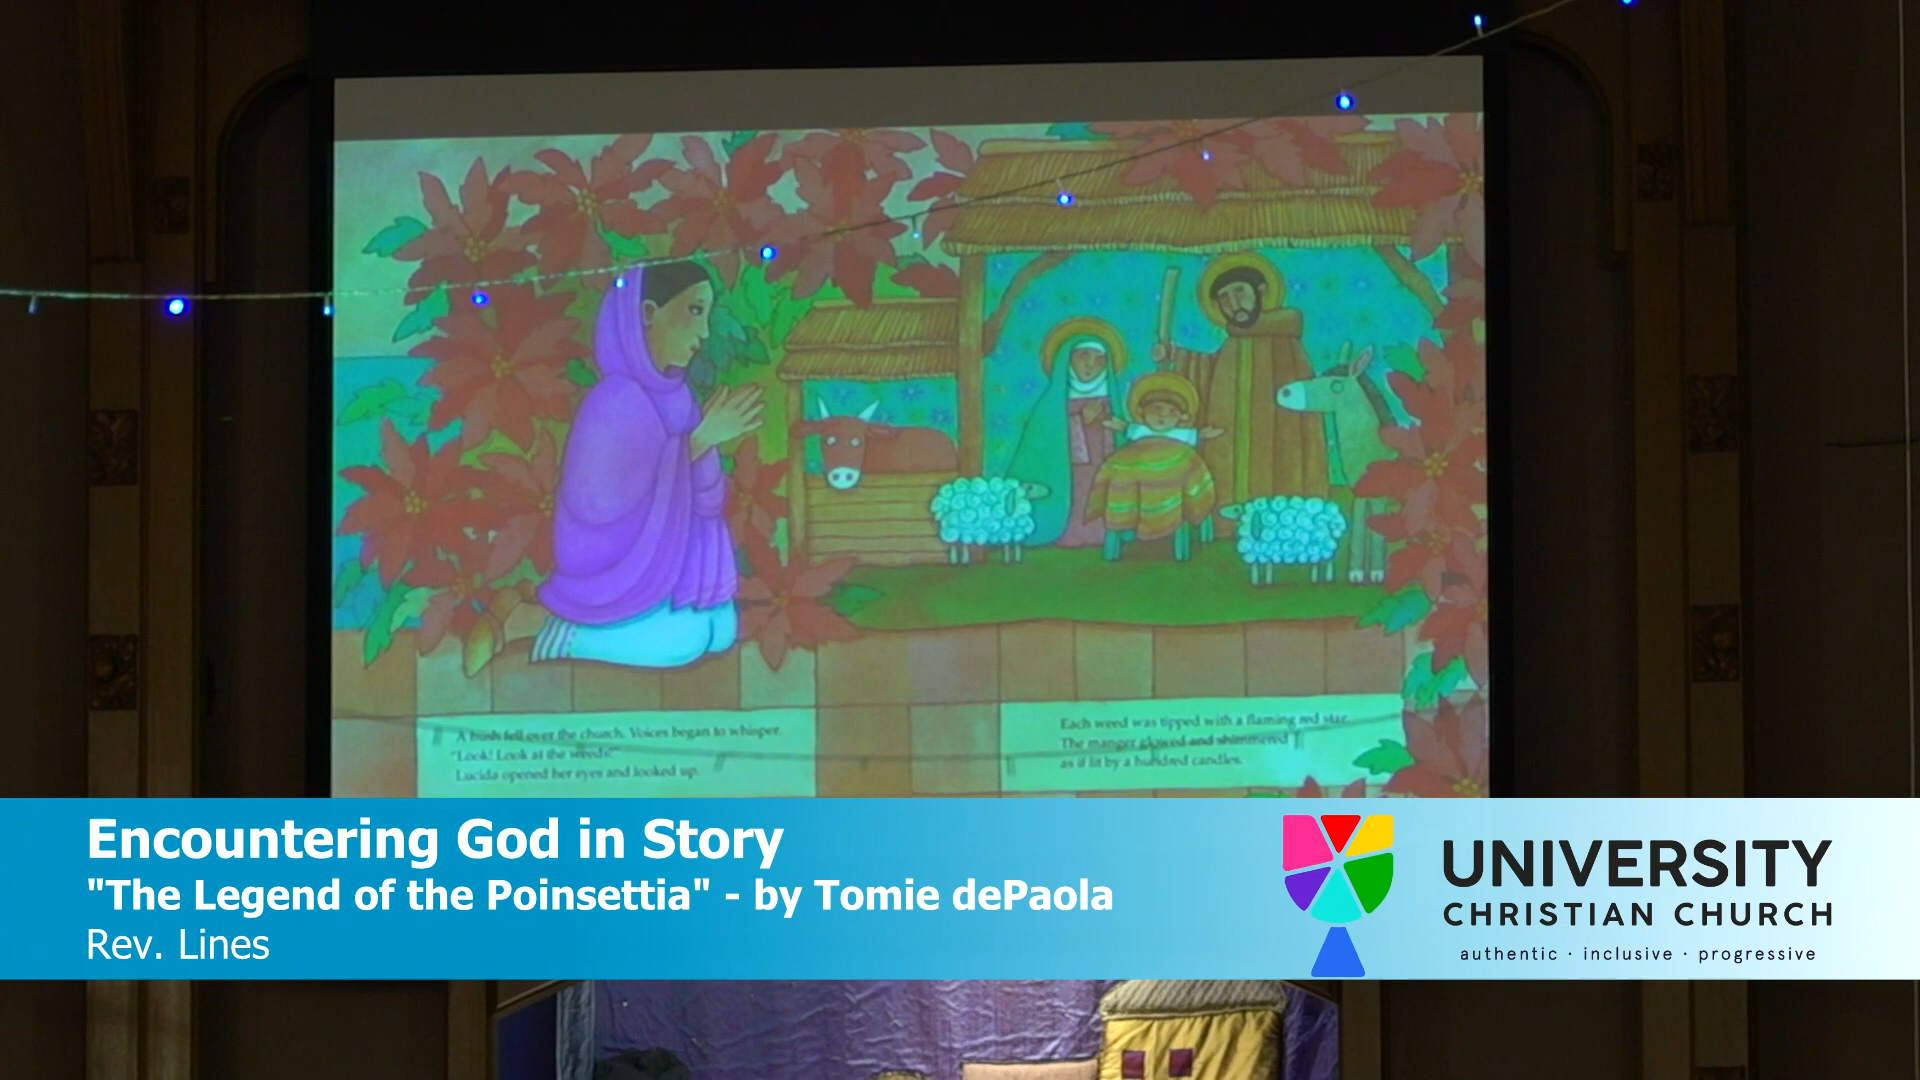 A hush fell over the church. Voices began to whisper.
"Look! Look at the weeds!"
Lucida opened her eyes and looked up.
Each weed was tipped with a flaming red star.
The manger glowed and shimmered
as if lit by a hundred candles.
Encountering God in Story
"The Legend of the Poinsettia" - by Tomie dePaola
Rev. Lines
UNIVERSITY
CHRISTIAN CHURCH
authentic · inclusive · progressive